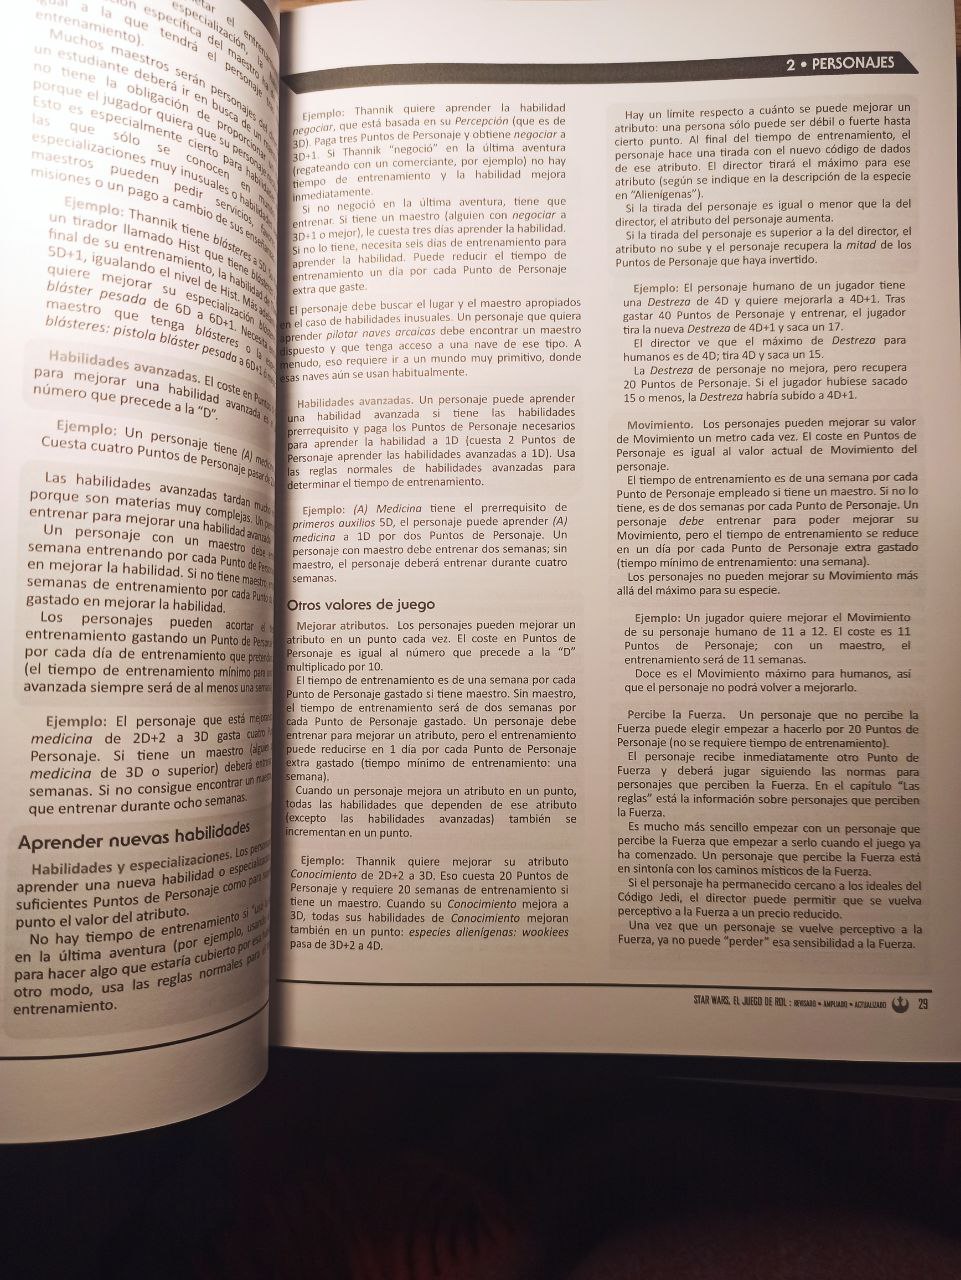 especialización, la
ción específica del maestro
igual a la que tendrá el personaje tras
entrenamiento).
Muchos maestros serán personajes del
un estudiante deberá ir en busca de un
no tiene la obligación de proporcionar
porque el jugador quiera que su personaje
Esto es especialmente cierto para habilidades
las que sólo se conocen en
especializaciones muy inusuales o habilidades
maestros pueden pedir servicios, favores,
misiones o un pago a cambio de sus enseñanzas.
Ejemplo: Thannik tiene blásteres a 5D
un tirador llamado Hist que tiene blásteres
final de su entrenamiento, la habilidad de
5D+1, igualando el nivel de Hist. Más adelante
quiere mejorar su especialización blásteres
bláster pesada de 6D a 6D+1. Necesita
maestro que tenga blásteres o la
blásteres: pistola bláster pesada a 6D+1
Habilidades avanzadas. El coste en Puntos
para mejorar una habilidad avanzada es
número que precede a la "D".
Ejemplo: Un personaje tiene (A) medicina
Cuesta cuatro Puntos de Personaje pasar de
Las habilidades avanzadas tardan mucho
porque son materias muy complejas. Un
entrenar para mejorar una habilidad avanzada.
Un personaje con un maestro debe
semana entrenando por cada Punto de
en mejorar la habilidad. Si no tiene maestro,
semanas de entrenamiento por cada Punto
gastado en mejorar la habilidad.
Los personajes pueden acortar el
entrenamiento gastando un Punto de Personaje
por cada día de entrenamiento que
(el tiempo de entrenamiento mínimo para
avanzada siempre será de al menos una semana
Ejemplo: El personaje que está mejorando
medicina de 2D+2 a 3D gasta cuatro
Personaje. Si tiene un maestro (alguien
medicina de 3D o superior) deberá
semanas. Si no consigue encontrar un maestro
que entrenar durante ocho semanas.
Aprender nuevas habilidades
Habilidades y especializaciones. Los
aprender una nueva habilidad o especialización
suficientes Puntos de Personaje como para
punto el valor del atributo.
No hay tiempo de entrenamiento si "usa
en la última aventura (por ejemplo, usando
para hacer algo que estaría cubierto por esa
otro modo, usa las reglas normales para el
entrenamiento.
2 • PERSONAJES
Ejemplo: Thannik quiere aprender la habilidad
negociar, que está basada en su Percepción (que es de
3D). Paga tres Puntos de Personaje y obtiene negociar a
3D+1. Si Thannik "negoció" en la última aventura
(regateando con un comerciante, por ejemplo) no hay
tiempo de entrenamiento y la habilidad mejora
inmediatamente.
Si no negoció en la última aventura, tiene que
entrenar. Si tiene un maestro (alguien con negociar a
3D+1 o mejor), le cuesta tres días aprender la habilidad.
Si no lo tiene, necesita seis días de entrenamiento para
aprender la habilidad. Puede reducir el tiempo de
entrenamiento un día por cada Punto de Personaje
extra que gaste.
El personaje debe buscar el lugar y el maestro apropiados
en el caso de habilidades inusuales. Un personaje que quiera
aprender pilotar naves arcaicas debe encontrar un maestro
dispuesto y que tenga acceso a una nave de ese tipo. A
menudo, eso requiere ir a un mundo muy primitivo, donde
esas naves aún se usan habitualmente.
Habilidades avanzadas. Un personaje puede aprender
una habilidad avanzada si tiene las habilidades
prerrequisito y paga los Puntos de Personaje necesarios
para aprender la habilidad a 1D (cuesta 2 Puntos de
Personaje aprender las habilidades avanzadas a 1D). Usa
las reglas normales de habilidades avanzadas para
determinar el tiempo de entrenamiento.
Ejemplo: (A) Medicina tiene el prerrequisito de
primeros auxilios 5D, el personaje puede aprender (A)
medicina a 1D por dos Puntos de Personaje. Un
personaje con maestro debe entrenar dos semanas; sin
maestro, el personaje deberá entrenar durante cuatro
semanas.
Otros valores de juego
Mejorar atributos. Los personajes pueden mejorar un
atributo en un punto cada vez. El coste en Puntos de
Personaje es igual al número que precede a la "D"
multiplicado por 10.
El tiempo de entrenamiento es de una semana por cada
Punto de Personaje gastado si tiene maestro. Sin maestro,
el tiempo de entrenamiento será de dos semanas por
cada Punto de Personaje gastado. Un personaje debe
entrenar para mejorar un atributo, pero el entrenamiento
puede reducirse en 1 día por cada Punto de Personaje
extra gastado (tiempo mínimo de entrenamiento: una
semana).
Cuando un personaje mejora un atributo en un punto,
todas las habilidades que dependen de ese atributo
(excepto las habilidades avanzadas) también se
incrementan en un punto.
Ejemplo: Thannik quiere mejorar su atributo
Conocimiento de 2D+2 a 3D. Eso cuesta 20 Puntos de
Personaje y requiere 20 semanas de entrenamiento si
tiene un maestro. Cuando su Conocimiento mejora a
3D, todas sus habilidades de Conocimiento mejoran
también en un punto: especies alienígenas: wookiees
pasa de 3D+2 a 4D.
Hay un límite respecto a cuánto se puede mejorar un
atributo: una persona sólo puede ser débil o fuerte hasta
cierto punto. Al final del tiempo de entrenamiento, el
personaje hace una tirada con el nuevo código de dados
de ese atributo. El director tirará el máximo para ese
atributo (según se indique en la descripción de la especie
en "Alienígenas").
Si la tirada del personaje es igual o menor que la del
director, el atributo del personaje aumenta.
Si la tirada del personaje es superior a la del director, el
atributo no sube y el personaje recupera la mitad de los
Puntos de Personaje que haya invertido.
Ejemplo: El personaje humano de un jugador tiene
una Destreza de 4D y quiere mejorarla a 4D+1. Tras
gastar 40 Puntos de Personaje y entrenar, el jugador
tira la nueva Destreza de 4D+1 y saca un 17.
El director ve que el máximo de Destreza para
humanos es de 4D; tira 4D y saca un 15.
La Destreza de personaje no mejora, pero recupera
20 Puntos de Personaje. Si el jugador hubiese sacado
15 o menos, la Destreza habría subido a 4D+1.
Movimiento. Los personajes pueden mejorar su valor
de Movimiento un metro cada vez. El coste en Puntos de
Personaje es igual al valor actual de Movimiento del
personaje.
El tiempo de entrenamiento es de una semana por cada
Punto de Personaje empleado si tiene un maestro. Si no lo
tiene, es de dos semanas por cada Punto de Personaje. Un
personaje debe entrenar para poder mejorar su
Movimiento, pero el tiempo de entrenamiento se reduce
en un día por cada Punto de Personaje extra gastado
(tiempo mínimo de entrenamiento: una semana).
Los personajes no pueden mejorar su Movimiento más
allá del máximo para su especie.
Ejemplo: Un jugador quiere mejorar el Movimiento
de su personaje humano de 11 a 12. El coste es 11
Puntos de Personaje; con un maestro, el
entrenamiento será de 11 semanas.
Doce es el Movimiento máximo para humanos, así
que el personaje no podrá volver a mejorarlo.
Percibe la Fuerza. Un personaje que no percibe la
Fuerza puede elegir empezar a hacerlo por 20 Puntos de
Personaje (no se requiere tiempo de entrenamiento).
El personaje recibe inmediatamente otro Punto de
Fuerza y deberá jugar siguiendo las normas para
personajes que perciben la Fuerza. En el capítulo "Las
reglas" está la información sobre personajes que perciben
la Fuerza.
Es mucho más sencillo empezar con un personaje que
percibe la Fuerza que empezar a serlo cuando el juego ya
ha comenzado. Un personaje que percibe la Fuerza está
en sintonía con los caminos místicos de la Fuerza.
Si el personaje ha permanecido cercano a los ideales del
Código Jedi, el director puede permitir que se vuelva
perceptivo a la Fuerza a un precio reducido.
Una vez que un personaje se vuelve perceptivo a la
Fuerza, ya no puede "perder" esa sensibilidad a la Fuerza.
STAR WARS, EL JUEGO DE ROL : REVISADO • AMPLIADO • ACTUALIZADO 29